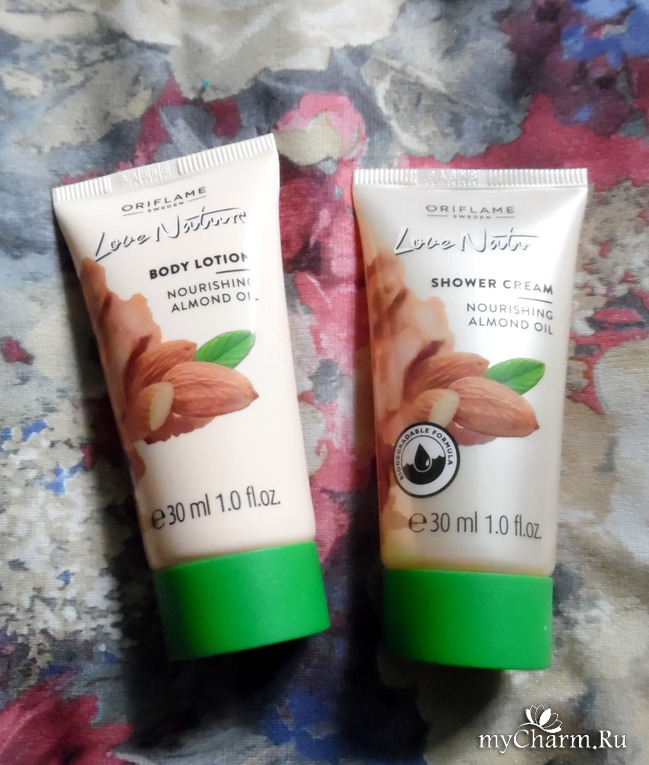 ORIFLAME
SWEDEN
Love Nature
BODY LOTION
NOURISHING
ALMOND OIL
℮30 ml 1.0 fl.oz.
ORIFLAME
SWEDEN
Love Natu
SHOWER CREAM
NOURISHING
ALMOND OIL
BIODEGRADABLE FORMULA
℮30 ml 1.0 fl.oz.
myCharm.Ru